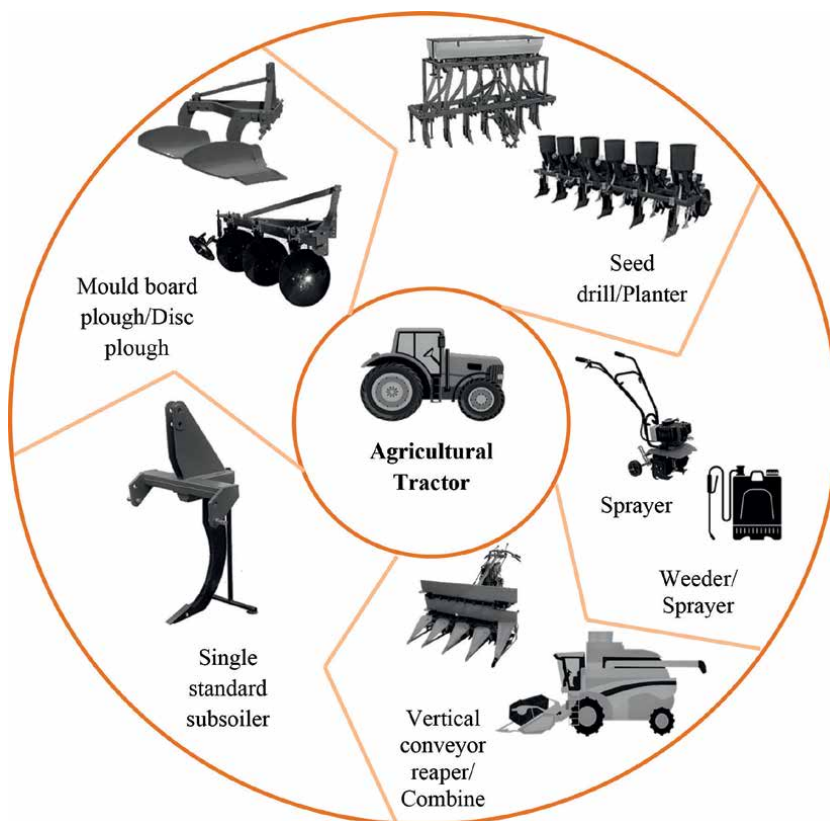 Mould board
plough/Disc
plough
Seed
drill/Planter
Agricultural
Tractor
Sprayer
Weeder/
Sprayer
Single
standard
subsoiler
Vertical
conveyor
reaper/
Combine